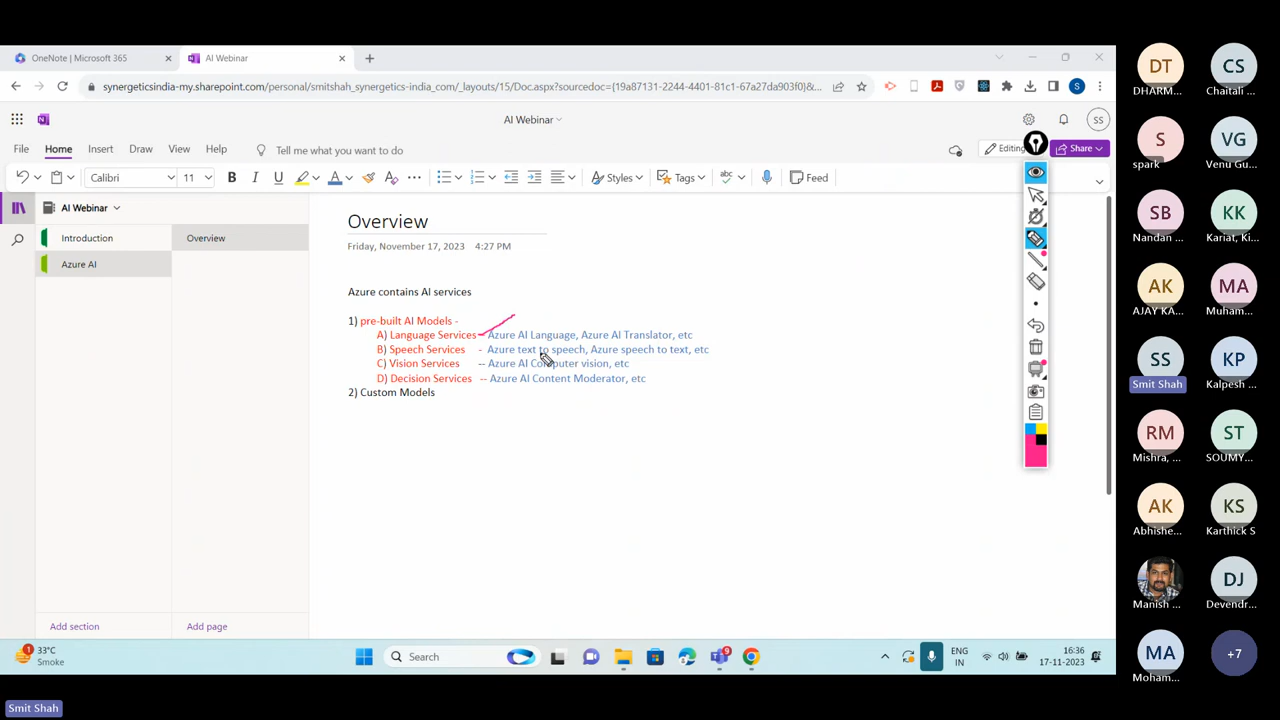 OneNote | Microsoft 365
AI Webinar
synergeticsindia-my.sharepoint.com/personal/smitshah_synergetics-india_com/_layouts/15/Doc.aspx?sourcedoc={19a87131-2244-4401-81c1-67a27da903f0}&...
AI Webinar
SS
File Home Insert Draw View Help Tell me what you want to do
Editing
Share
Calibri 11 B I U A Styles Tags abc Feed
AI Webinar
Introduction
Azure AI
Overview
Add section
Add page
Overview
Friday, November 17, 2023 4:27 PM
Azure contains AI services
1) pre-built AI Models -
A) Language Services - Azure AI Language, Azure AI Translator, etc
B) Speech Services - Azure text to speech, Azure speech to text, etc
C) Vision Services -- Azure AI Computer vision, etc
D) Decision Services -- Azure AI Content Moderator, etc
2) Custom Models
1
33°C
Smoke
Search
9
ENG
IN
16:36
17-11-2023
DT
DHARM...
CS
Chaitali ...
S
spark
VG
Venu Gu...
SB
Nandan ...
KK
Kariat, Ki...
AK
AJAY KA...
MA
Muham...
SS
Smit Shah
KP
Kalpesh ...
RM
Mishra, ...
ST
SOUMY...
AK
Abhishe...
KS
Karthick S
Manish ...
DJ
Devendr...
MA
Moham...
+7
Smit Shah